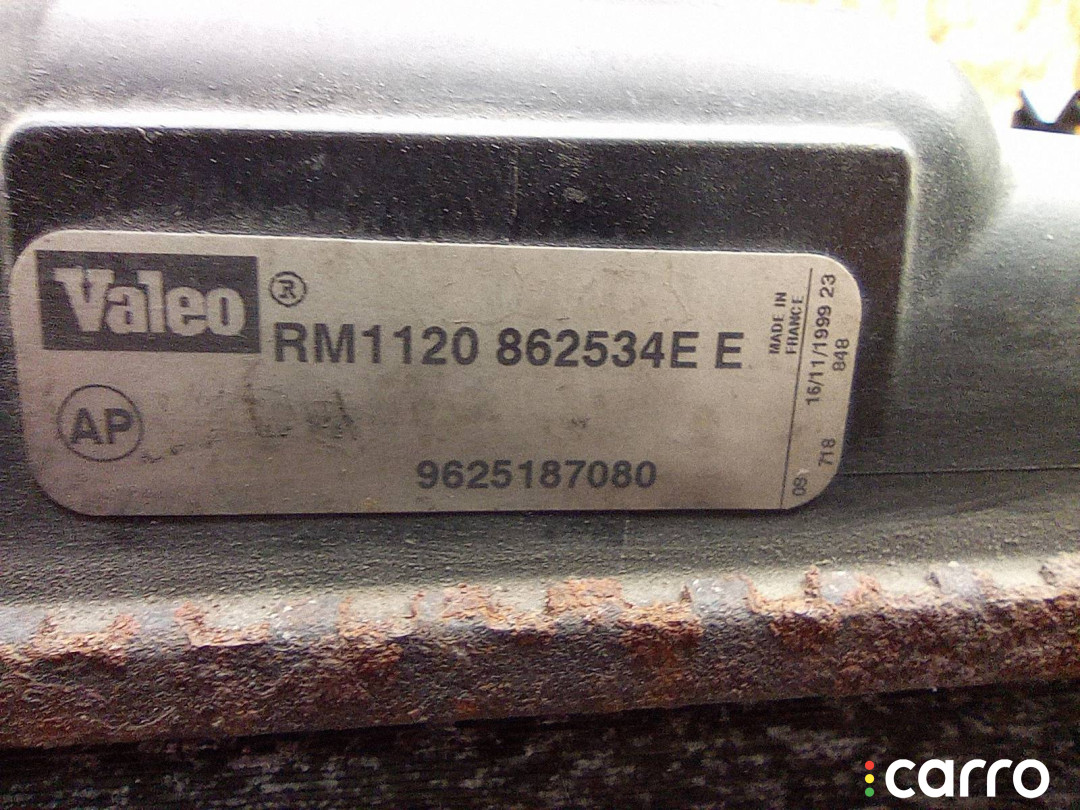 Valeo ®
RM1120 862534E E
AP
9625187080
MADE IN
FRANCE
16/11/1999 23
848
718
carro